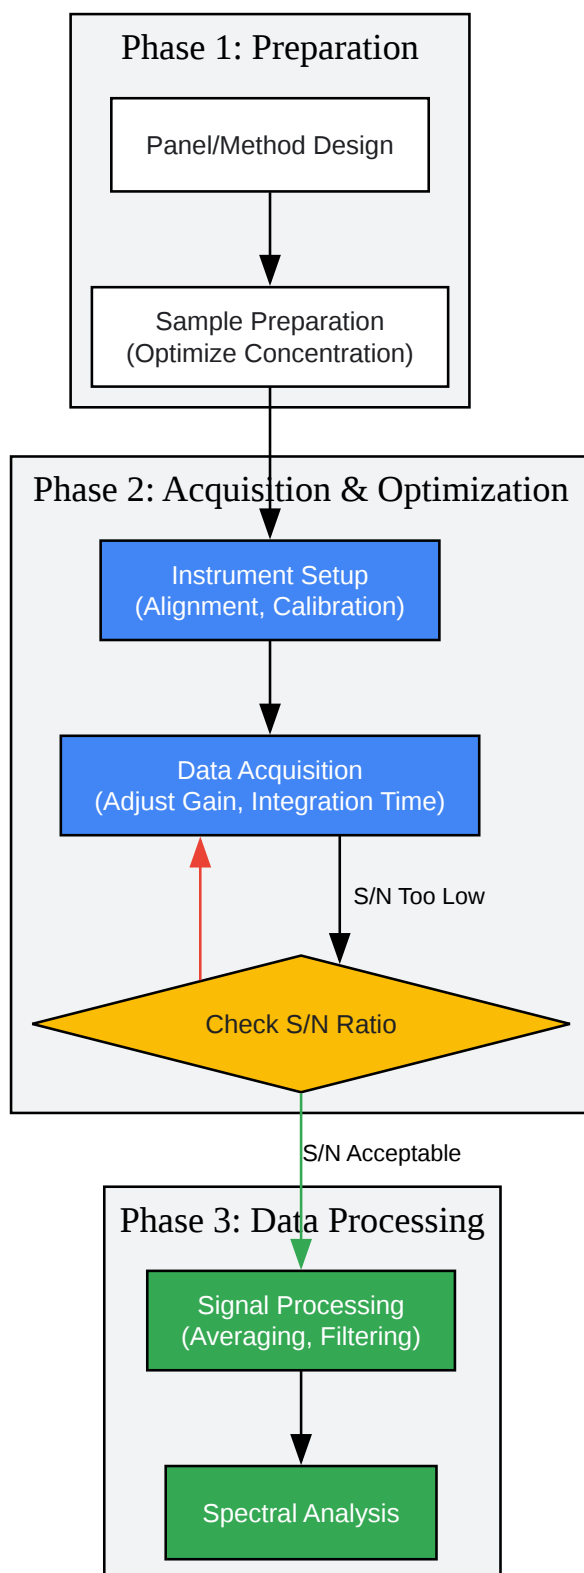 Phase 1: Preparation
Panel/Method Design
Sample Preparation
(Optimize Concentration)
Phase 2: Acquisition & Optimization
Instrument Setup
(Alignment, Calibration)
Data Acquisition
(Adjust Gain, Integration Time)
S/N Too Low
Check S/N Ratio
S/N Acceptable
Phase 3: Data Processing
Signal Processing
(Averaging, Filtering)
Spectral Analysis